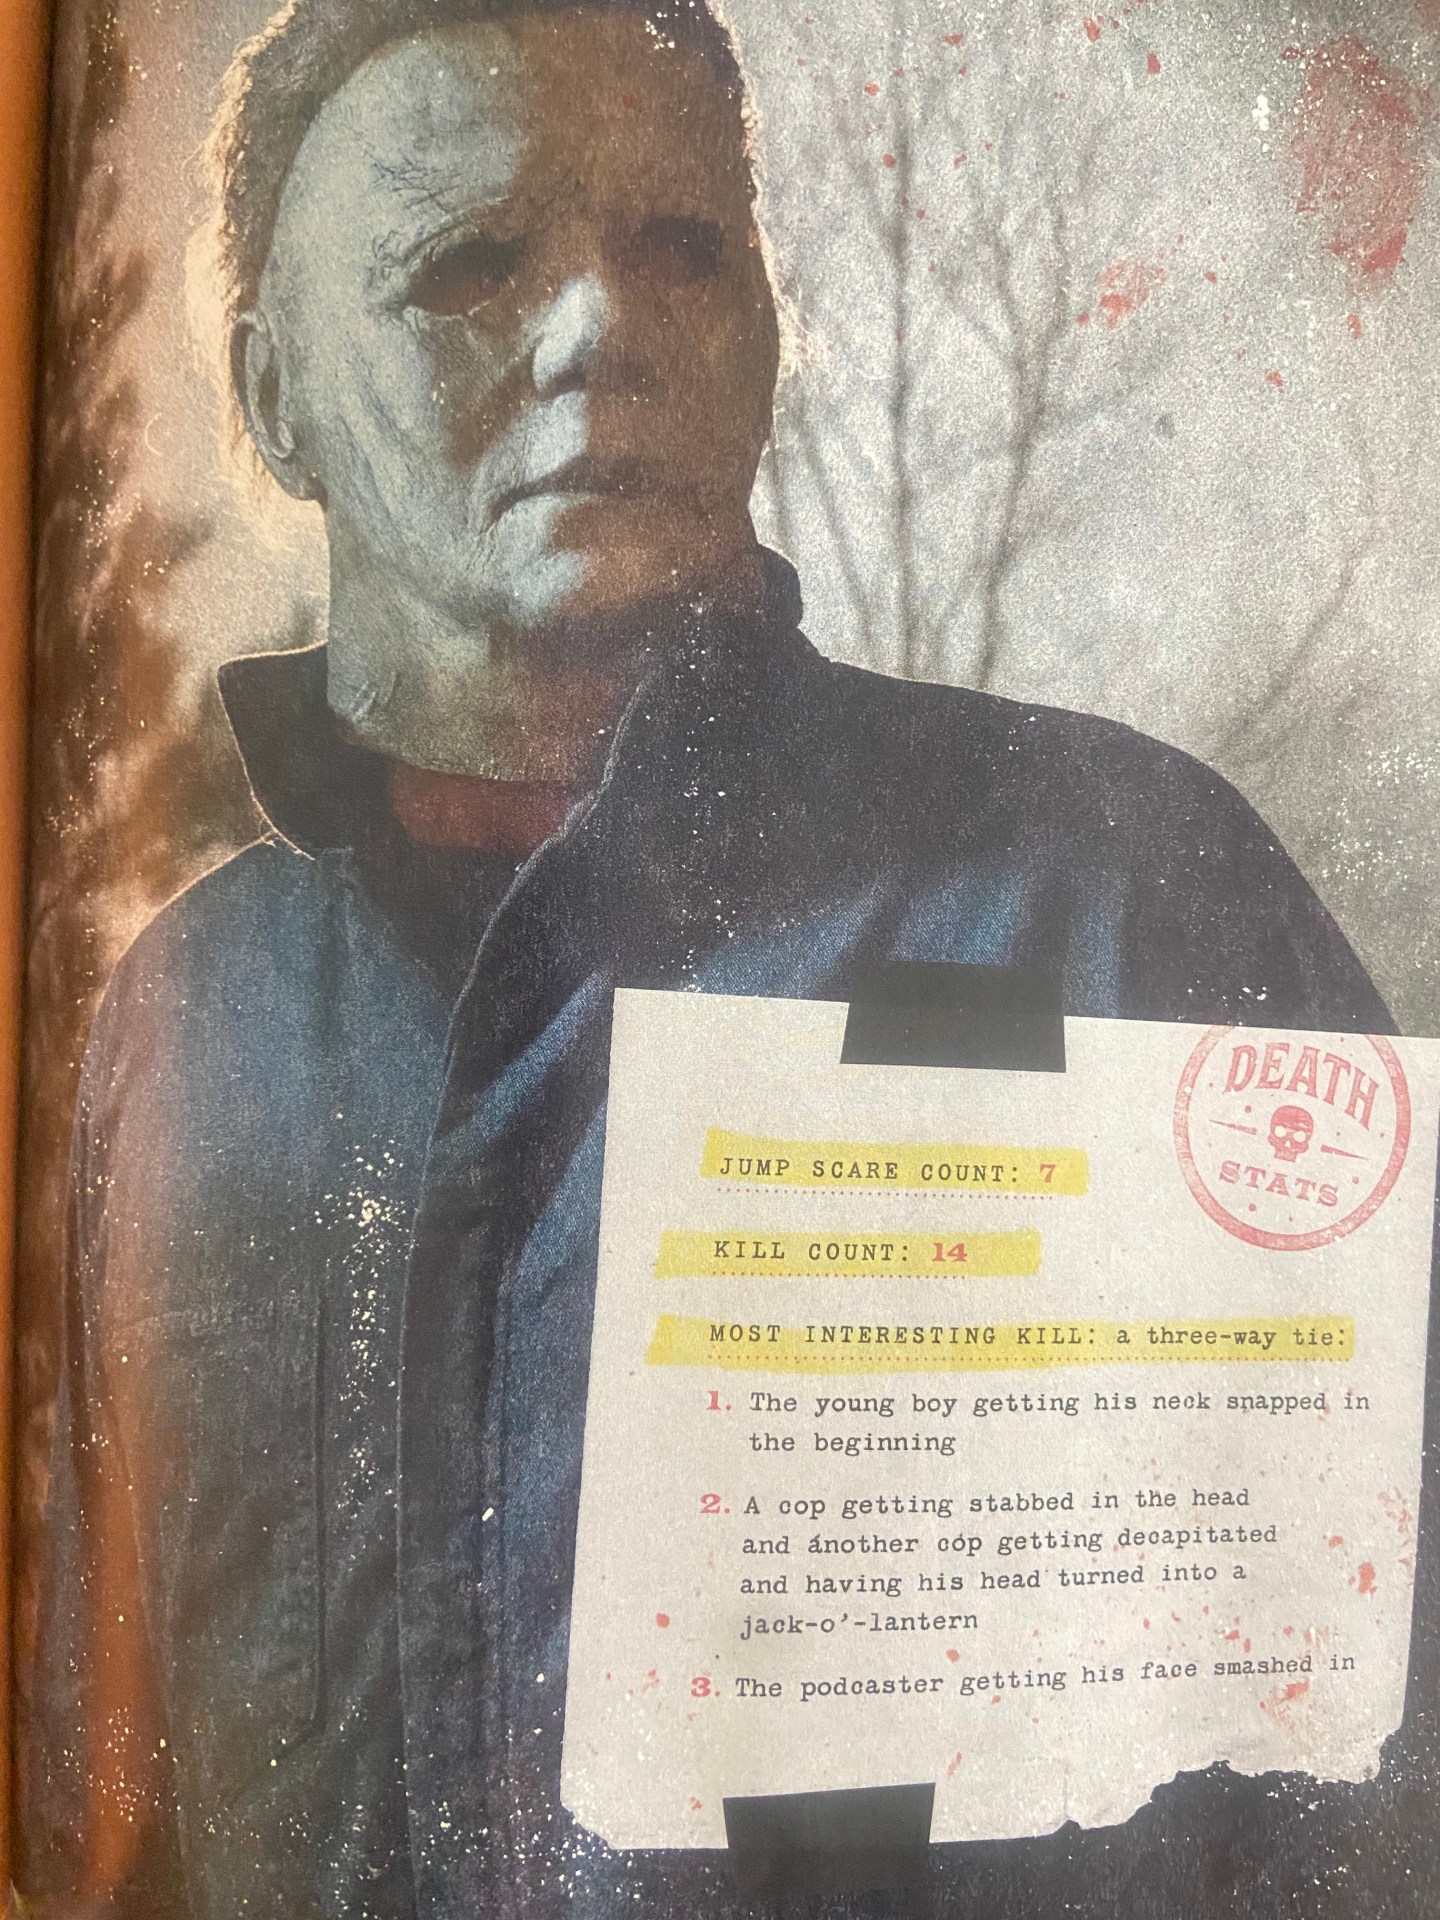 DEATH
STATS
JUMP SCARE COUNT: 7
KILL COUNT: 14
MOST INTERESTING KILL: a three-way tie:
1. The young boy getting his neck snapped in
the beginning
2. A cop getting stabbed in the head
and another cop getting decapitated
and having his head turned into a
jack-o'-lantern
3. The podcaster getting his face smashed in